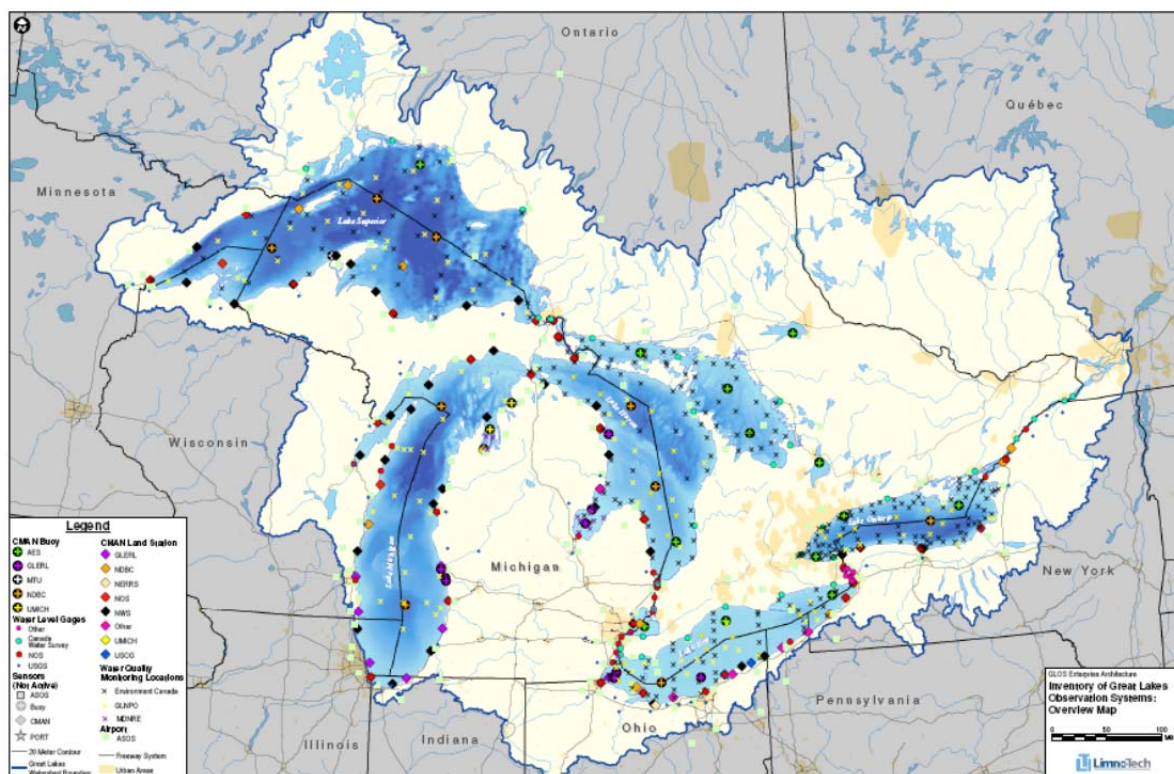 Ontario
Québec
Minnesota
Lake Superior
Wisconsin
Lake Huron
Lake Michigan
Michigan
Lake Ontario
New York
Pennsylvania
Ohio
Illinois
Indiana
Legend
CMAN Buoy
AES
GLERL
MTU
NDBC
UMICH
Water Level Gages
Other
Canada
Water Survey
NOS
USGS
Sensors
(Not Active)
ASOS
Buoy
CMAN
PORT
20 Meter Contour
Great Lakes
Watershed Boundary
CMAN Land Station
GLERL
NDBC
NERRS
NOS
NWS
Other
UMICH
USCG
Water Quality
Monitoring Locations
Environment Canada
GLNPO
MDNRE
Airport
ASOS
Freeway System
Urban Areas
GLOS Enterprise Architecture
Inventory of Great Lakes
Observation Systems:
Overview Map
0 50 100
LimnoTech